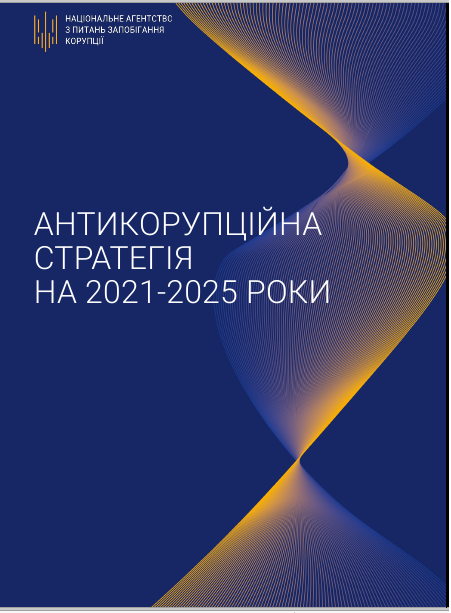 НАЦІОНАЛЬНЕ АГЕНТСТВО
З ПИТАНЬ ЗАПОБІГАННЯ
КОРУПЦІЇ
АНТИКОРУПЦІЙНА
СТРАТЕГІЯ
НА 2021-2025 РОКИ